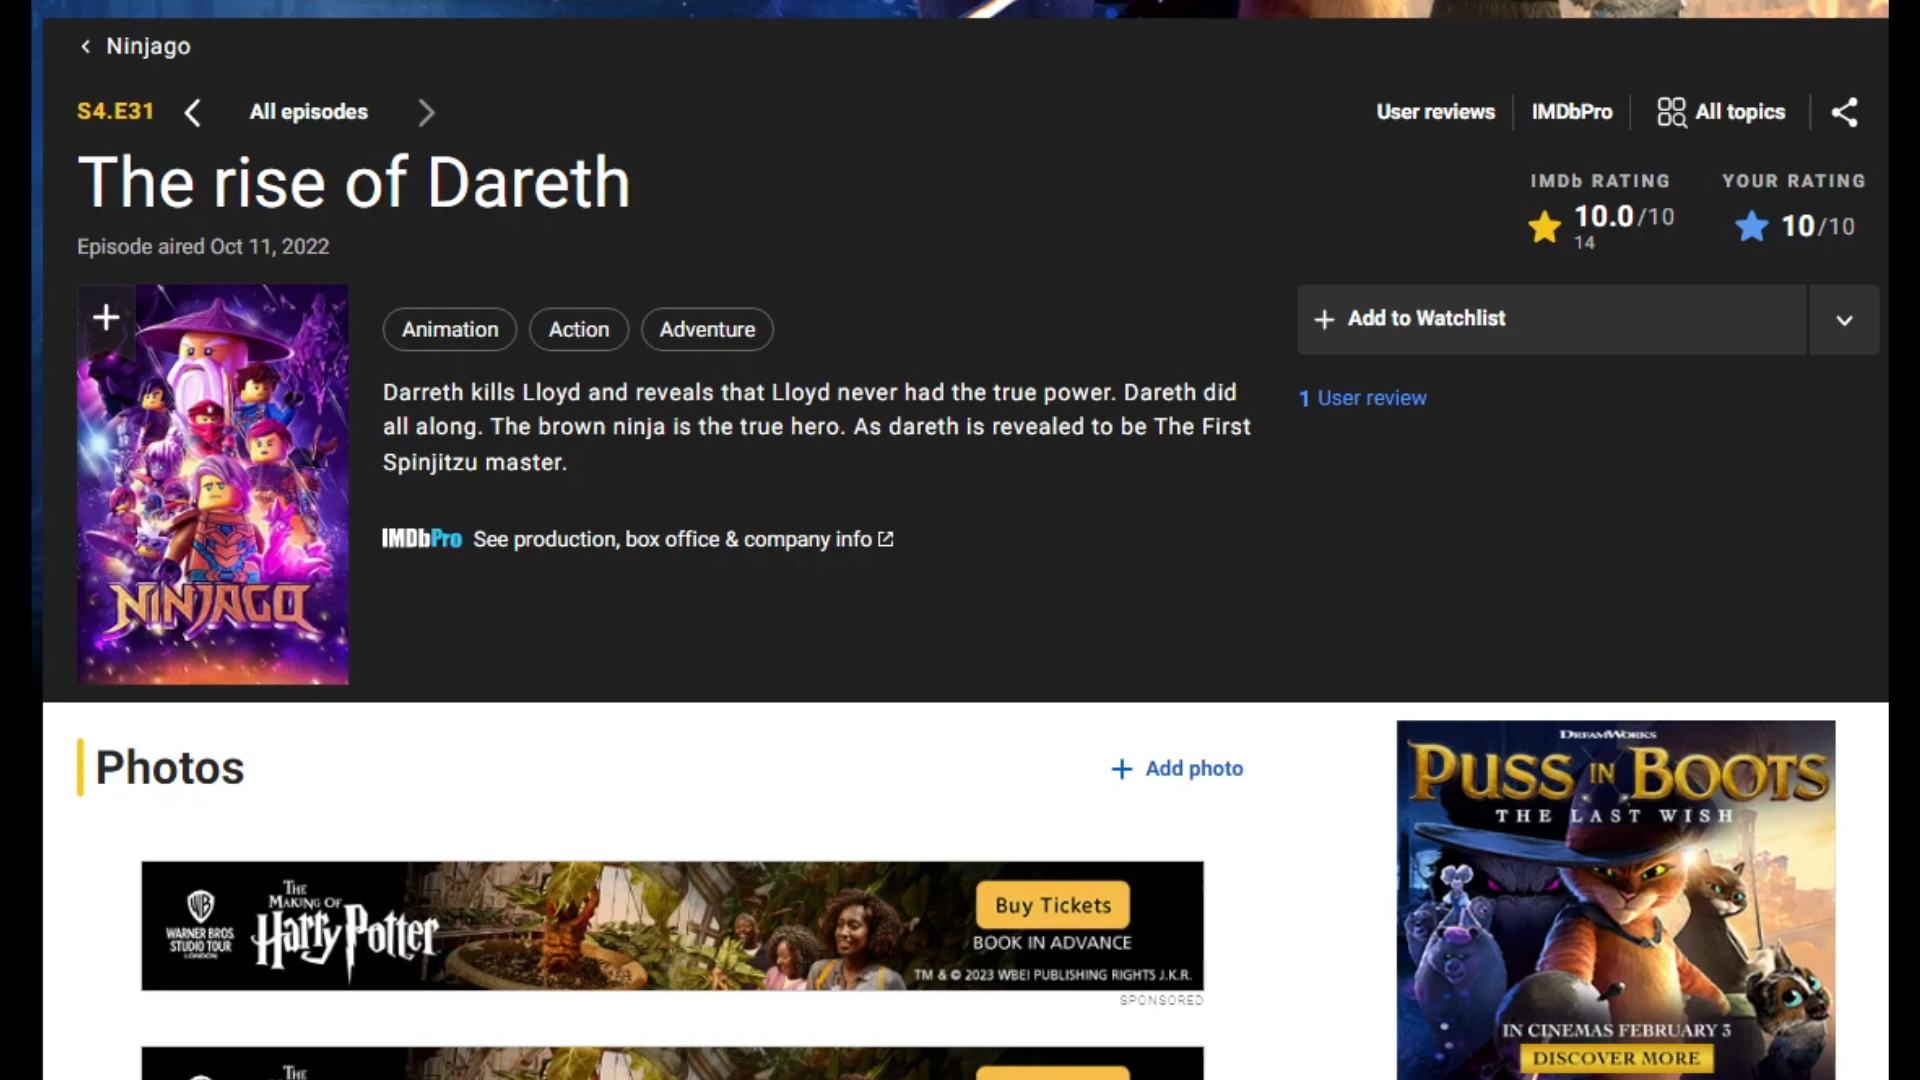 Ninjago
S4.E31
All episodes
User reviews
IMDbPro
All topics
The rise of Dareth
IMDb RATING
YOUR RATING
10.0/10
14
10/10
Episode aired Oct 11, 2022
Animation
Action
Adventure
+ Add to Watchlist
Darreth kills Lloyd and reveals that Lloyd never had the true power. Dareth did
all along. The brown ninja is the true hero. As dareth is revealed to be The First
Spinjitzu master.
1 User review
IMDbPro See production, box office & company info
NINJAGO
Photos
+ Add photo
DREAMWORKS
PUSS IN BOOTS
THE LAST WISH
IN CINEMAS FEBRUARY 3
DISCOVER MORE
WB
WARNER BROS.
STUDIO TOUR
LONDON
THE
MAKING OF
Harry Potter
Buy Tickets
BOOK IN ADVANCE
TM & © 2023 WBEI PUBLISHING RIGHTS J.K.R.
SPONSORED
THE